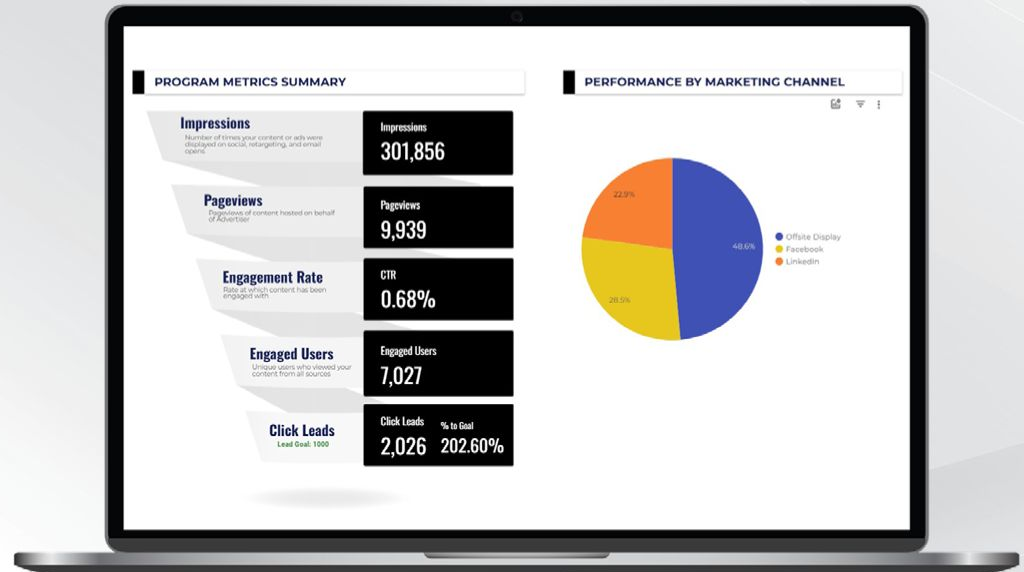 PROGRAM METRICS SUMMARY
Impressions
Number of times your content or ads were
displayed on social, retargeting, and email
opens
Impressions
301,856
Pageviews
Pageviews of content hosted on behalf
of Advertiser
Pageviews
9,939
Engagement Rate
Rate at which content has been
engaged with
CTR
0.68%
Engaged Users
Unique users who viewed your
content from all sources
Engaged Users
7,027
Click Leads
Lead Goal: 1000
Click Leads
2,026
% to Goal
202.60%
PERFORMANCE BY MARKETING CHANNEL
22.9%
48.6%
28.5%
Offsite Display
Facebook
LinkedIn